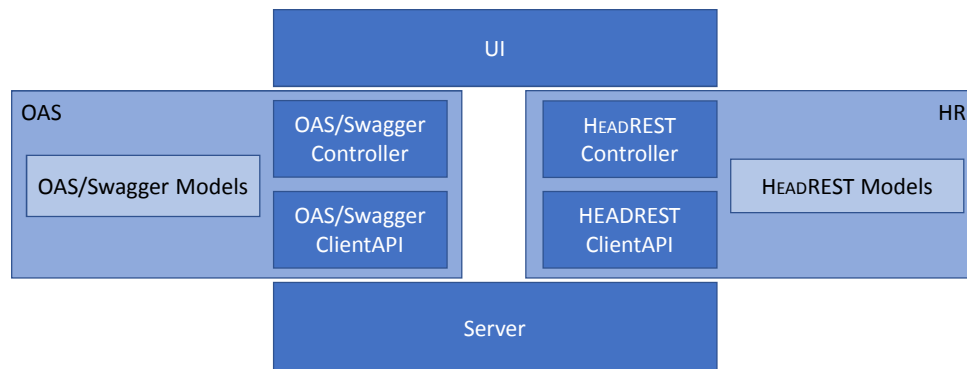 UI
OAS
OAS/Swagger
Controller
OAS/Swagger Models
OAS/Swagger
ClientAPI
HR
HEADREST
Controller
HEADREST Models
HEADREST
ClientAPI
Server